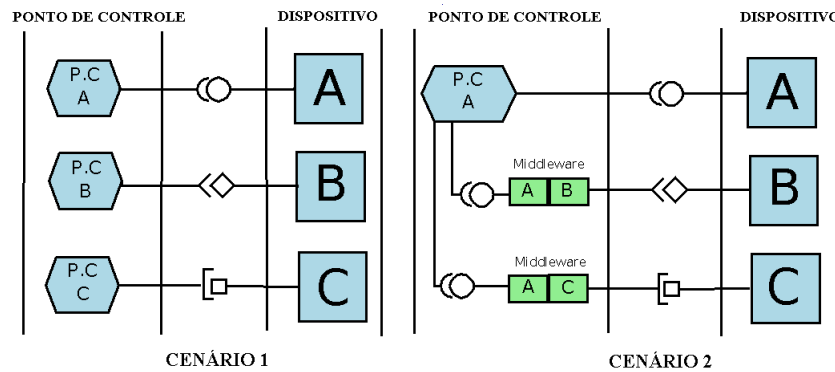 PONTO DE CONTROLE
DISPOSITIVO
P.C
A
A
P.C
B
B
P.C
C
C
CENÁRIO 1
PONTO DE CONTROLE
DISPOSITIVO
P.C
A
A
Middleware
A B
B
Middleware
A C
C
CENÁRIO 2